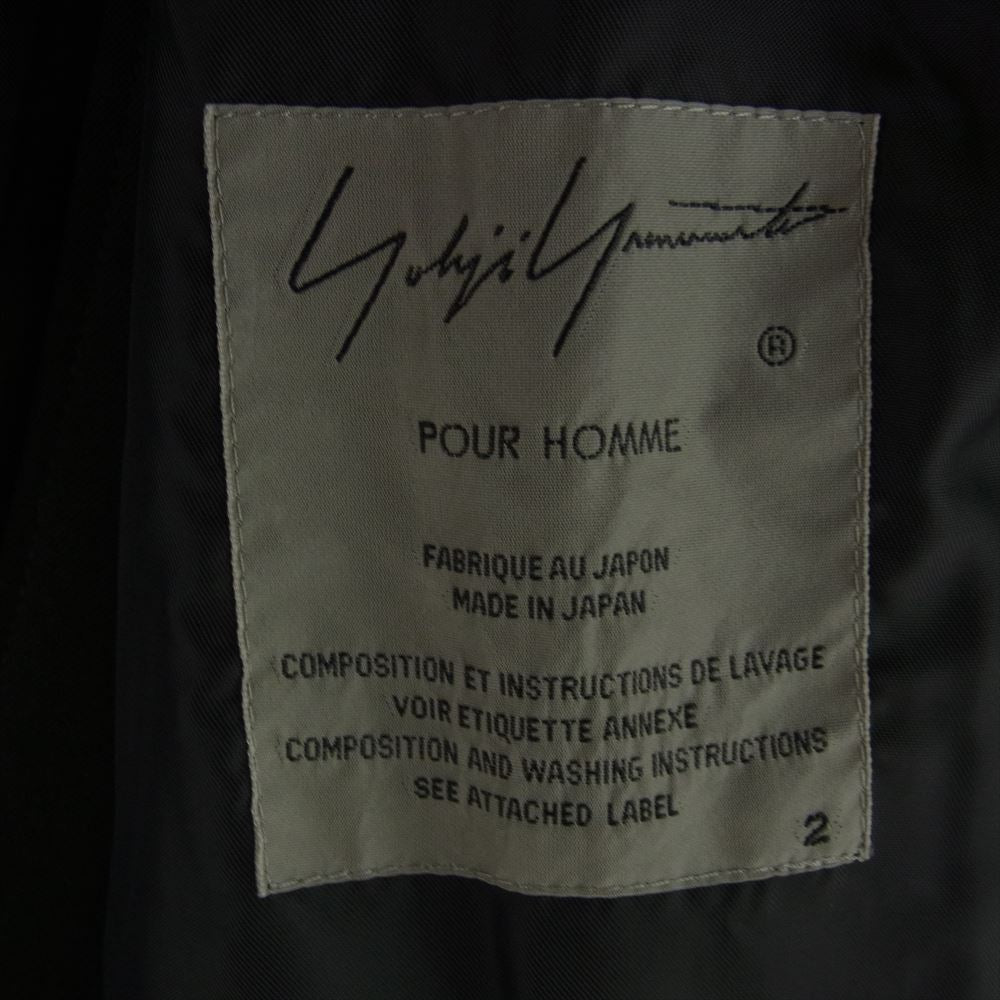 Yohji Yamamoto
®
POUR HOMME
FABRIQUE AU JAPON
MADE IN JAPAN
COMPOSITION ET INSTRUCTIONS DE LAVAGE
VOIR ETIQUETTE ANNEXE
COMPOSITION AND WASHING INSTRUCTIONS
SEE ATTACHED LABEL
2